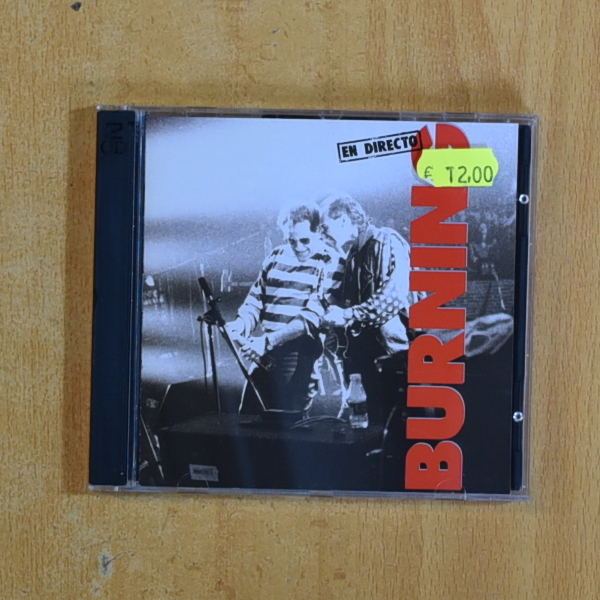 EN DIRECTO
€ 12.00
BURNING